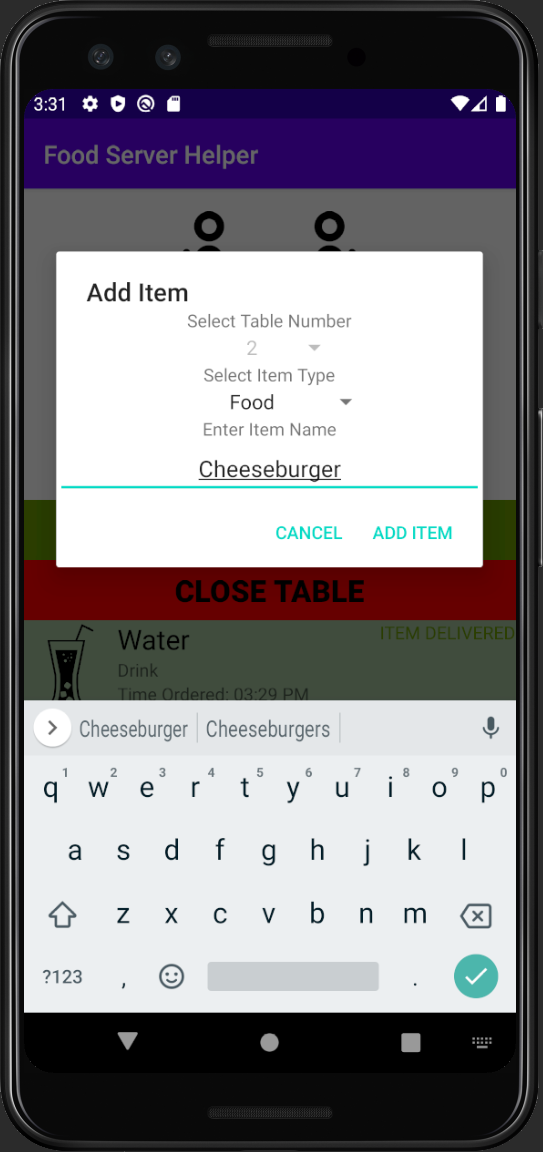 3:31
Food Server Helper
Add Item
Select Table Number
2
Select Item Type
Food
Enter Item Name
Cheeseburger
CANCEL ADD ITEM
CLOSE TABLE
Water ITEM DELIVERED
Drink
Time Ordered: 03:29 PM
Cheeseburger Cheeseburgers
q1 w2 e3 r4 t5 y6 u7 i8 o9 p0
a s d f g h j k l
z x c v b n m
?123 , .